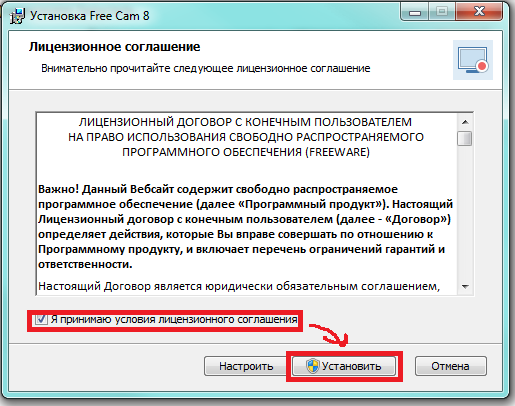 Установка Free Cam 8
Лицензионное соглашение
Внимательно прочитайте следующее лицензионное соглашение
ЛИЦЕНЗИОННЫЙ ДОГОВОР С КОНЕЧНЫМ ПОЛЬЗОВАТЕЛЕМ
НА ПРАВО ИСПОЛЬЗОВАНИЯ СВОБОДНО РАСПРОСТРАНЯЕМОГО
ПРОГРАММНОГО ОБЕСПЕЧЕНИЯ (FREEWARE)
Важно! Данный Вебсайт содержит свободно распространяемое
программное обеспечение (далее «Программный продукт»). Настоящий
Лицензионный договор с конечным пользователем (далее - «Договор»)
определяет действия, которые Вы вправе совершать по отношению к
Программному продукту, и включает перечень ограничений гарантий и
ответственности.
Настоящий Договор является юридически обязательным соглашением,
Я принимаю условия лицензионного соглашения
Настроить
Установить
Отмена